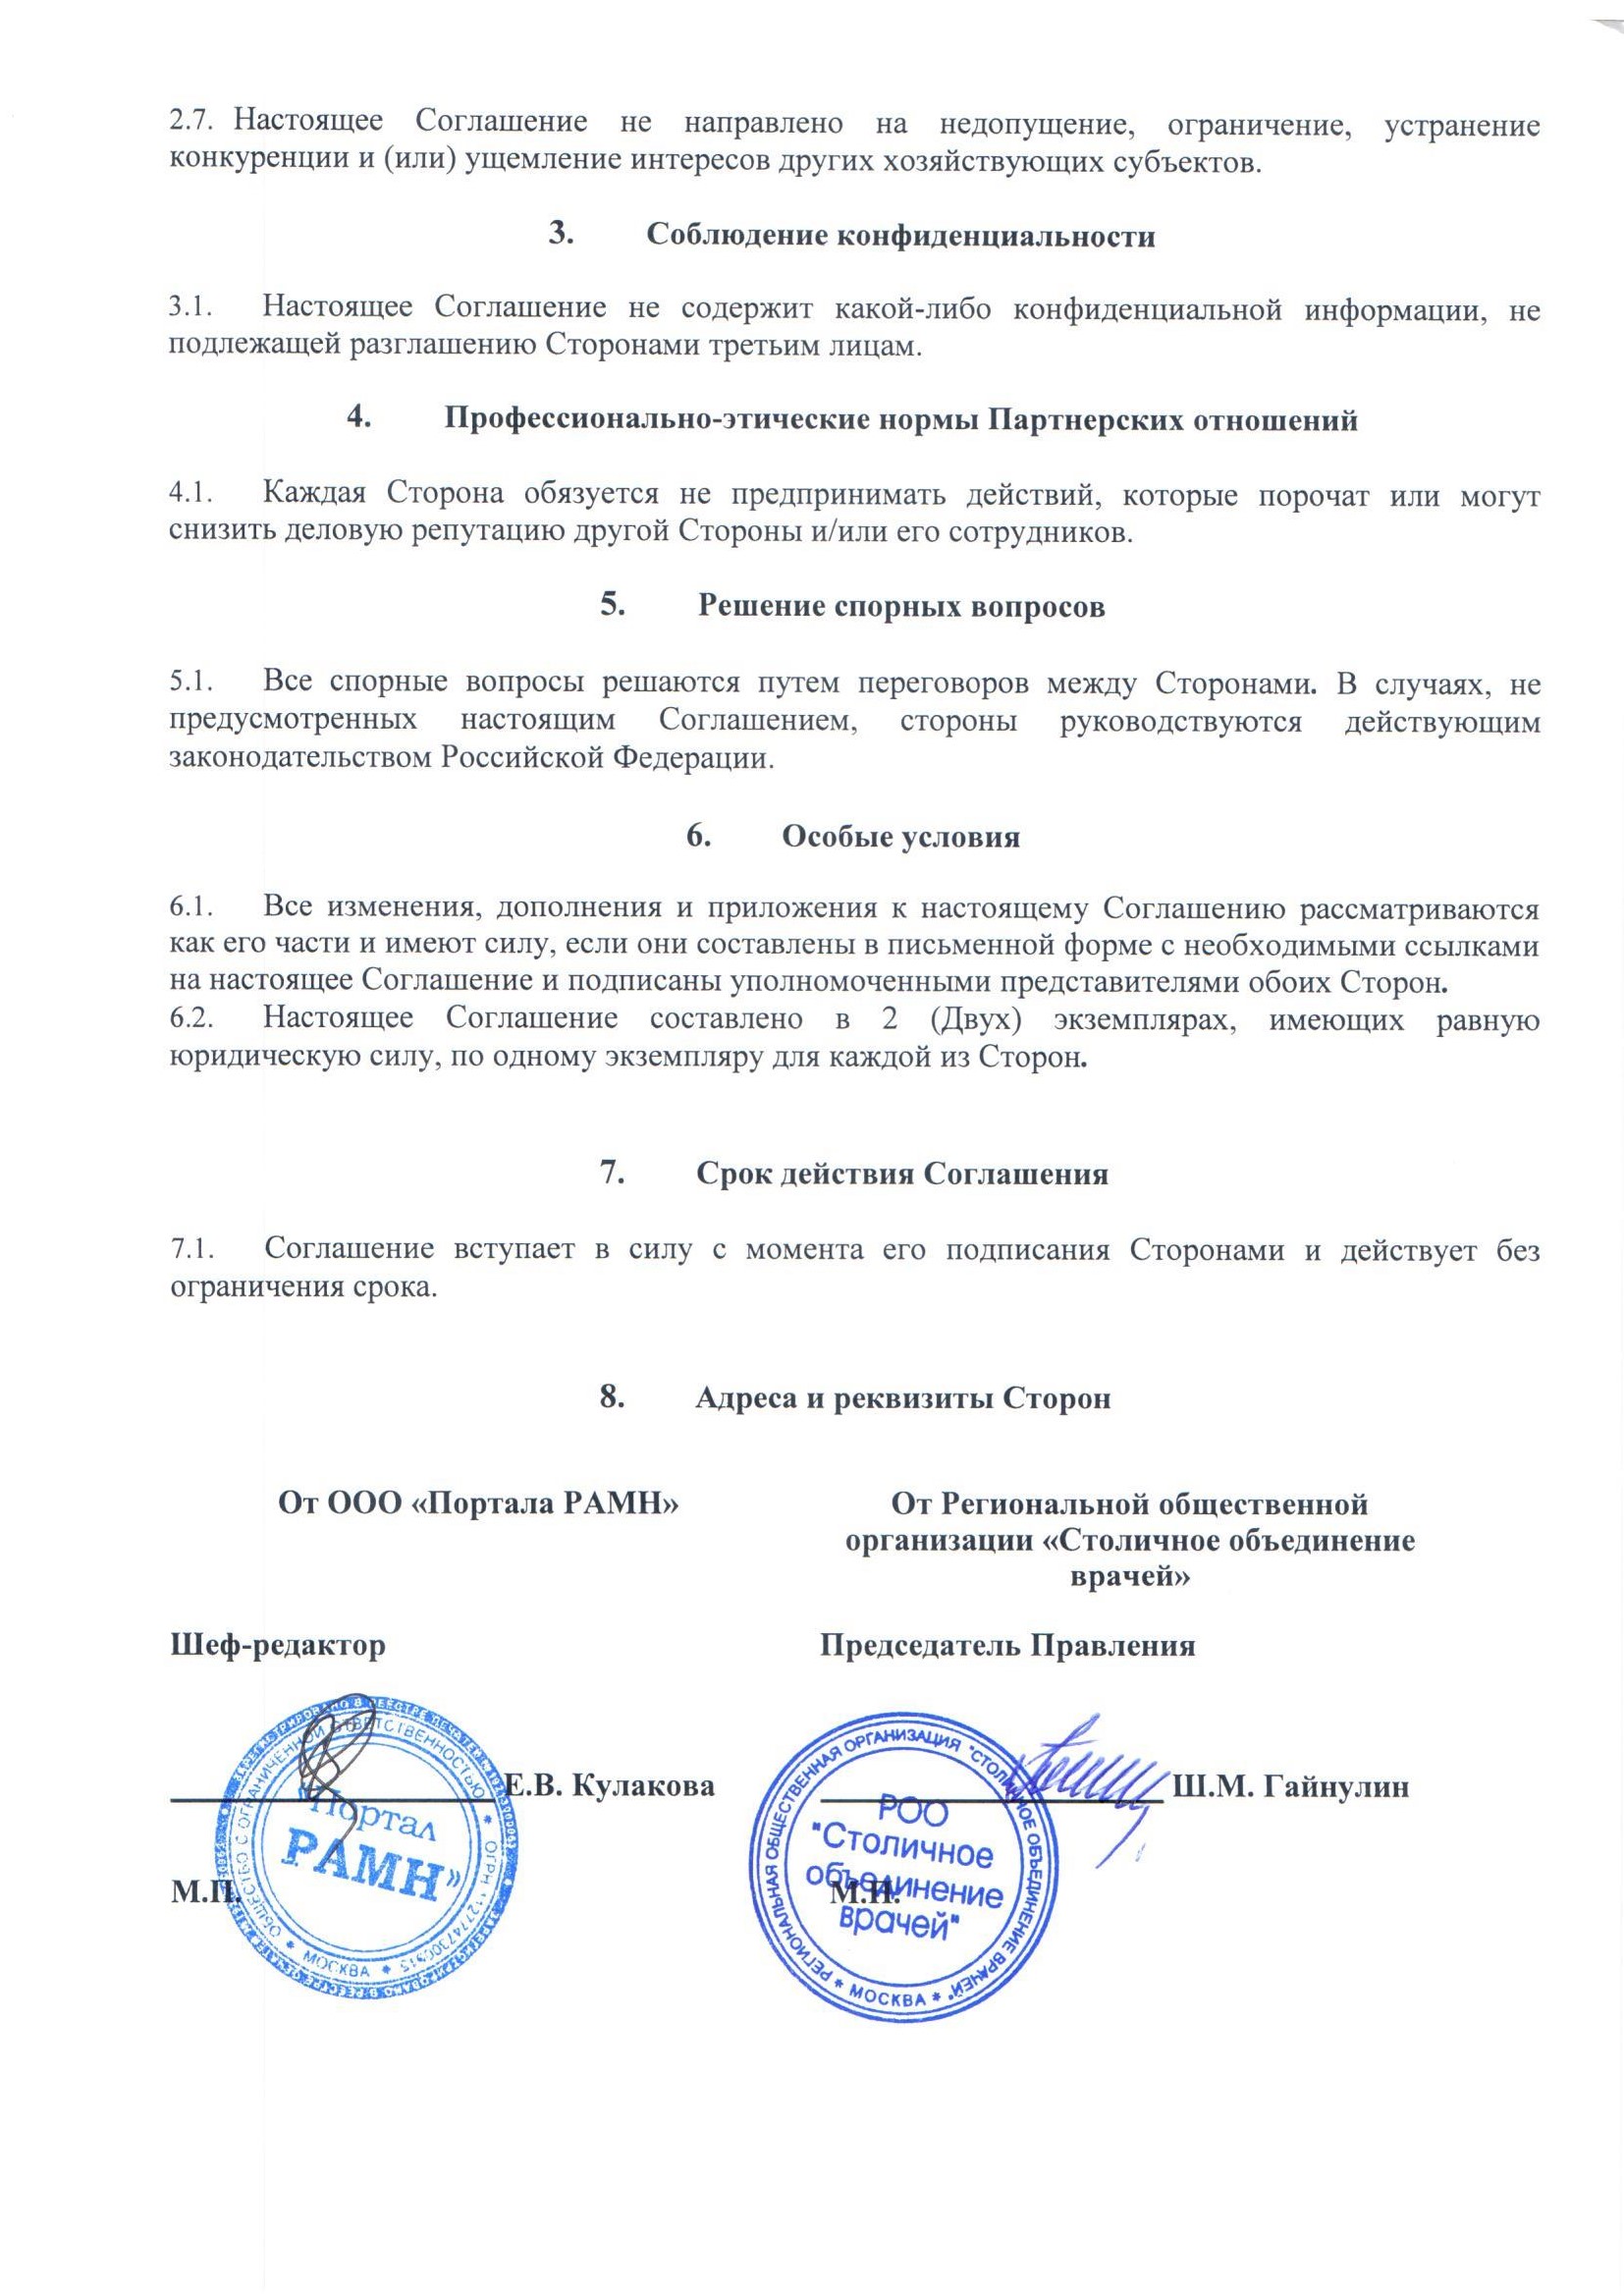 2.7. Настоящее Соглашение не направлено на недопущение, ограничение, устранение
конкуренции и (или) ущемление интересов других хозяйствующих субъектов.
3. Соблюдение конфиденциальности
3.1. Настоящее Соглашение не содержит какой-либо конфиденциальной информации, не
подлежащей разглашению Сторонами третьим лицам.
4. Профессионально-этические нормы Партнерских отношений
4.1. Каждая Сторона обязуется не предпринимать действий, которые порочат или могут
снизить деловую репутацию другой Стороны и/или его сотрудников.
5. Решение спорных вопросов
5.1. Все спорные вопросы решаются путем переговоров между Сторонами. В случаях, не
предусмотренных настоящим Соглашением, стороны руководствуются действующим
законодательством Российской Федерации.
6. Особые условия
6.1. Все изменения, дополнения и приложения к настоящему Соглашению рассматриваются
как его части и имеют силу, если они составлены в письменной форме с необходимыми ссылками
на настоящее Соглашение и подписаны уполномоченными представителями обоих Сторон.
6.2. Настоящее Соглашение составлено в 2 (Двух) экземплярах, имеющих равную
юридическую силу, по одному экземпляру для каждой из Сторон.
7. Срок действия Соглашения
7.1. Соглашение вступает в силу с момента его подписания Сторонами и действует без
ограничения срока.
8. Адреса и реквизиты Сторон
От ООО «Портала РАМН»
От Региональной общественной
организации «Столичное объединение
врачей»
Шеф-редактор
Председатель Правления
Е.В. Кулакова
Ш.М. Гайнулин
М.П.
М.П.
ОБЩЕСТВО С ОГРАНИЧЕННОЙ ОТВЕТСТВЕННОСТЬЮ * ОГРН * МОСКВА *
«Портал
РАМН»
РЕГИОНАЛЬНАЯ ОБЩЕСТВЕННАЯ ОРГАНИЗАЦИЯ "СТОЛИЧНОЕ ОБЪЕДИНЕНИЕ ВРАЧЕЙ" * МОСКВА *
РОО
"Столичное
объединение
врачей"